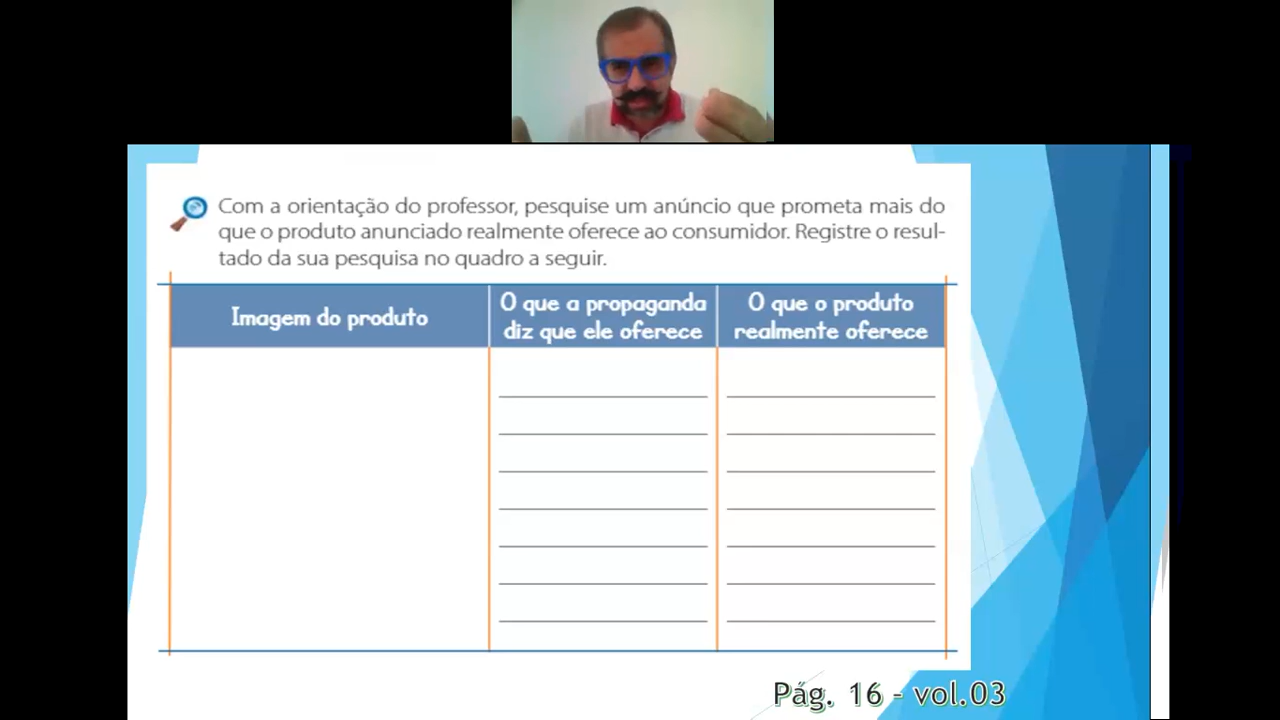 Com a orientação do professor, pesquise um anúncio que prometa mais do
que o produto anunciado realmente oferece ao consumidor. Registre o resul-
tado da sua pesquisa no quadro a seguir.
Imagem do produto
O que a propaganda
diz que ele oferece
O que o produto
realmente oferece
Pág. 16 - vol.03